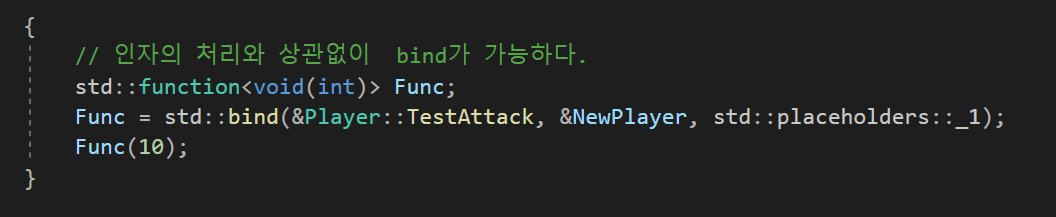 {
// 인자의 처리와 상관없이  bind가 가능하다.
std::function<void(int)> Func;
Func = std::bind(&Player::TestAttack, &NewPlayer, std::placeholders::_1);
Func(10);
}